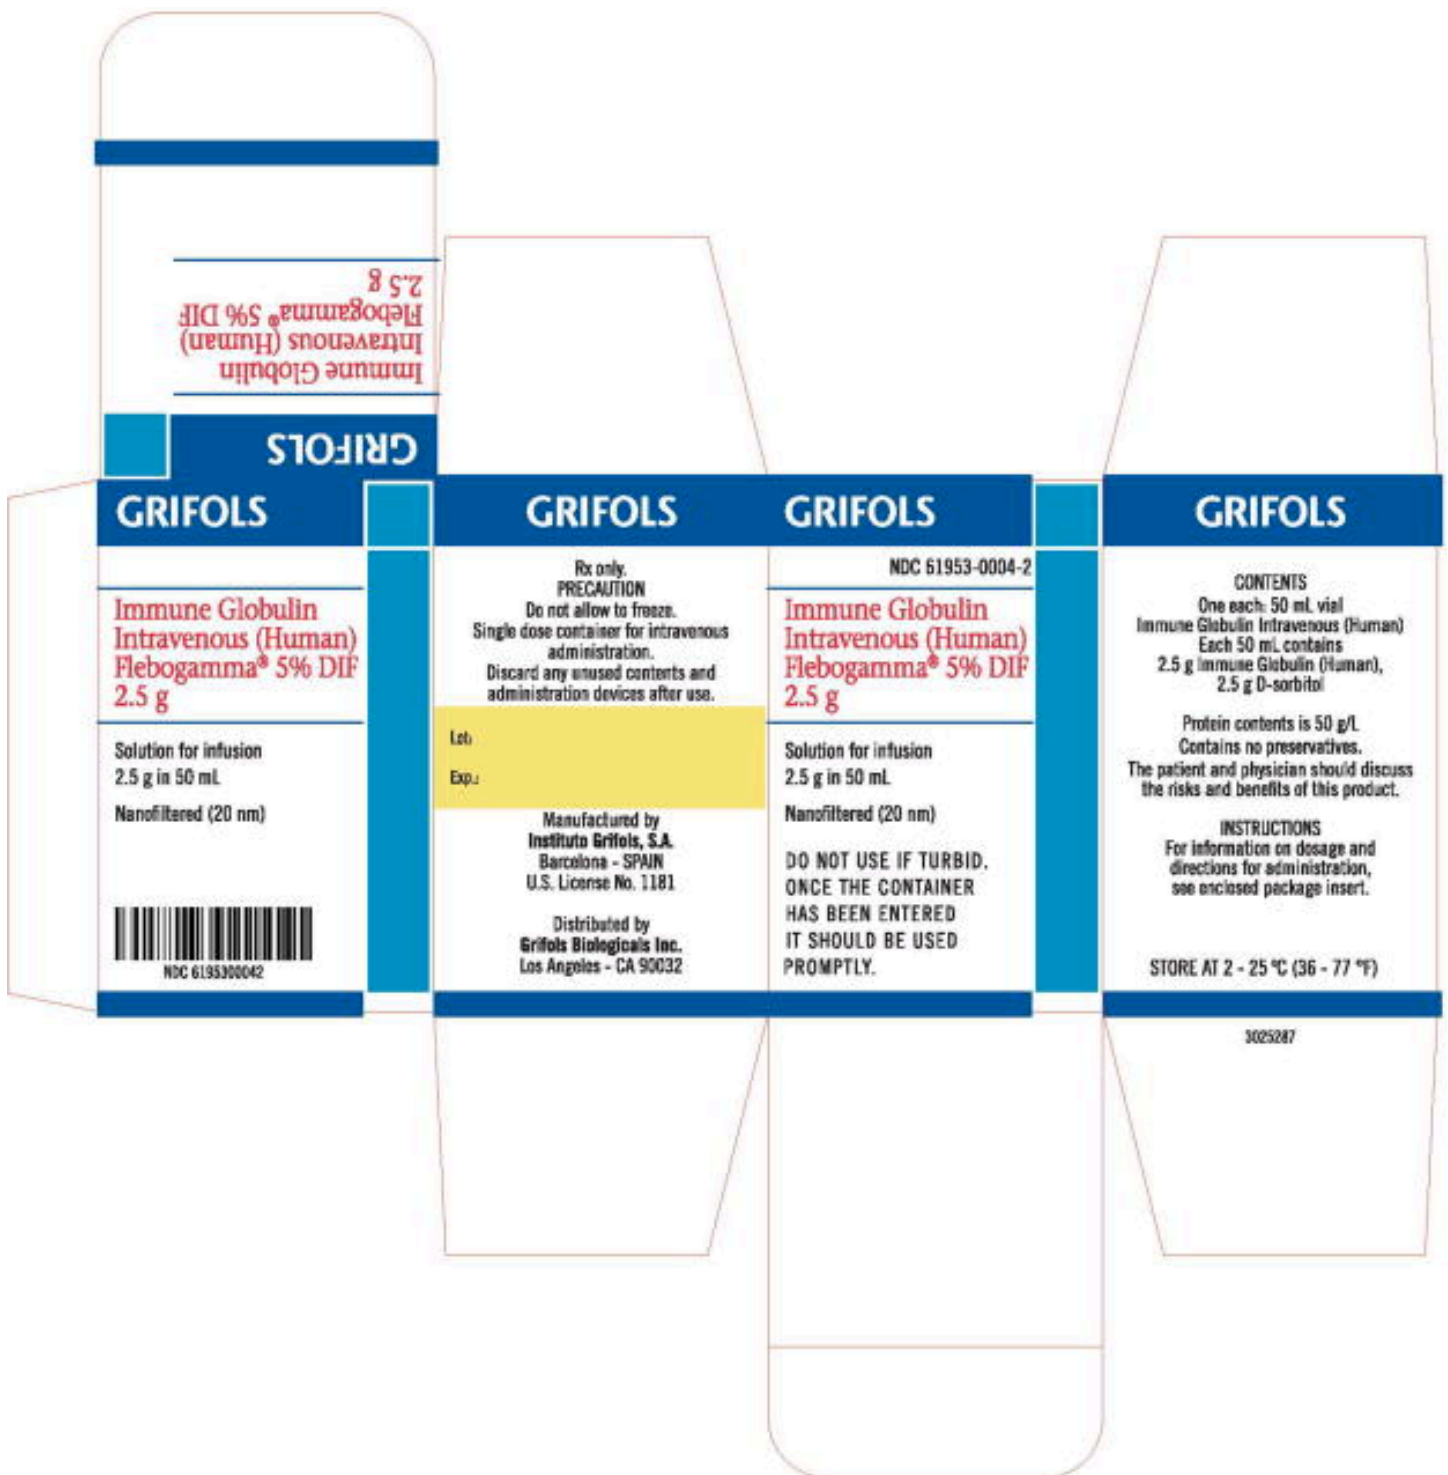 2.5 g
Flebogamma® 5% DIF
Intravenous (Human)
Immune Globulin
GRIFOLS
GRIFOLS
Immune Globulin
Intravenous (Human)
Flebogamma® 5% DIF
2.5 g
Solution for infusion
2.5 g in 50 mL
Nanofiltered (20 nm)
NDC 6195300042
GRIFOLS
Rx only.
PRECAUTION
Do not allow to freeze.
Single dose container for intravenous
administration.
Discard any unused contents and
administration devices after use.
Lot:
Exp.:
Manufactured by
Instituto Grifols, S.A.
Barcelona - SPAIN
U.S. License No. 1181
Distributed by
Grifols Biologicals Inc.
Los Angeles - CA 90032
GRIFOLS
NDC 61953-0004-2
Immune Globulin
Intravenous (Human)
Flebogamma® 5% DIF
2.5 g
Solution for infusion
2.5 g in 50 mL
Nanofiltered (20 nm)
DO NOT USE IF TURBID.
ONCE THE CONTAINER
HAS BEEN ENTERED
IT SHOULD BE USED
PROMPTLY.
GRIFOLS
CONTENTS
One each: 50 mL vial
Immune Globulin Intravenous (Human)
Each 50 mL contains
2.5 g Immune Globulin (Human),
2.5 g D-sorbitol
Protein contents is 50 g/L
Contains no preservatives.
The patient and physician should discuss
the risks and benefits of this product.
INSTRUCTIONS
For information on dosage and
directions for administration,
see enclosed package insert.
STORE AT 2 - 25 ºC (36 - 77 ºF)
3025287